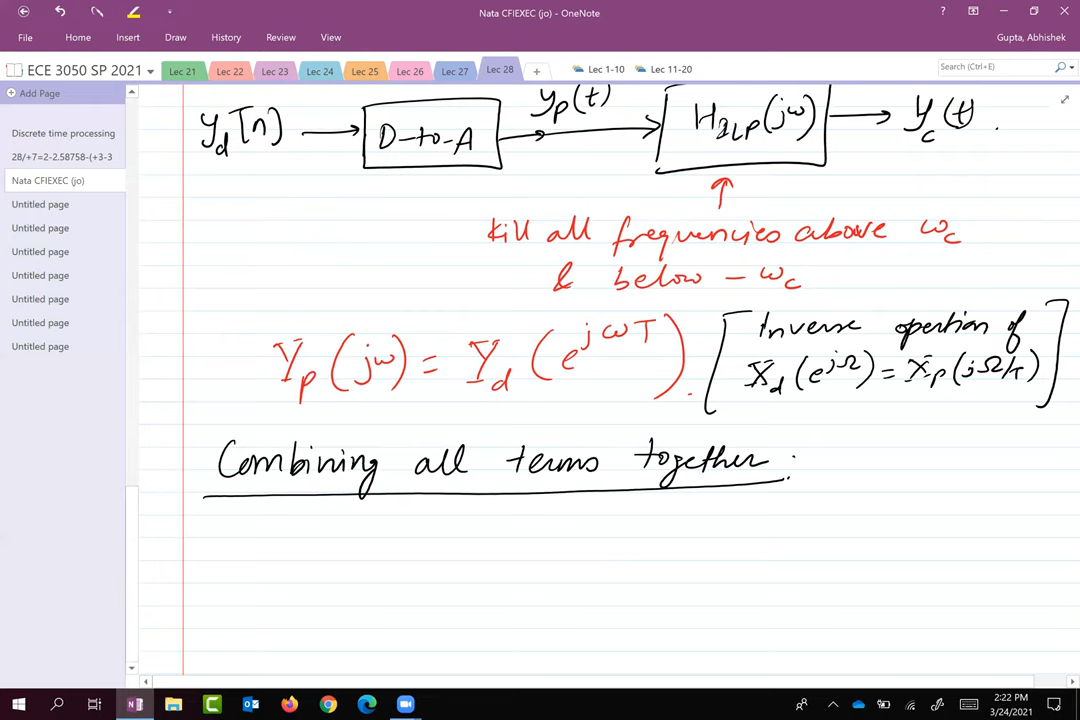 Nata CFIEXEC (jo) - OneNote
File Home Insert Draw History Review View
Gupta, Abhishek
ECE 3050 SP 2021
Lec 21 Lec 22 Lec 23 Lec 24 Lec 25 Lec 26 Lec 27 Lec 28 Lec 1-10 Lec 11-20
Search (Ctrl+E)
Add Page
Discrete time processing
28/+7=2-2.58758-(+3-3
Nata CFIEXEC (jo)
Untitled page
Untitled page
Untitled page
Untitled page
Untitled page
Untitled page
Untitled page
y_d[n] → D-to-A y_p(t) → H_2LP(jω) → y_c(t).
kill all frequencies above ω_c
& below - ω_c
Y_p(jω) = Y_d(e^{jωT}).
[Inverse opertion of
X_d(e^{jΩ}) = X_p(jΩ/T)]
Combining all terms together:
2:22 PM
3/24/2021